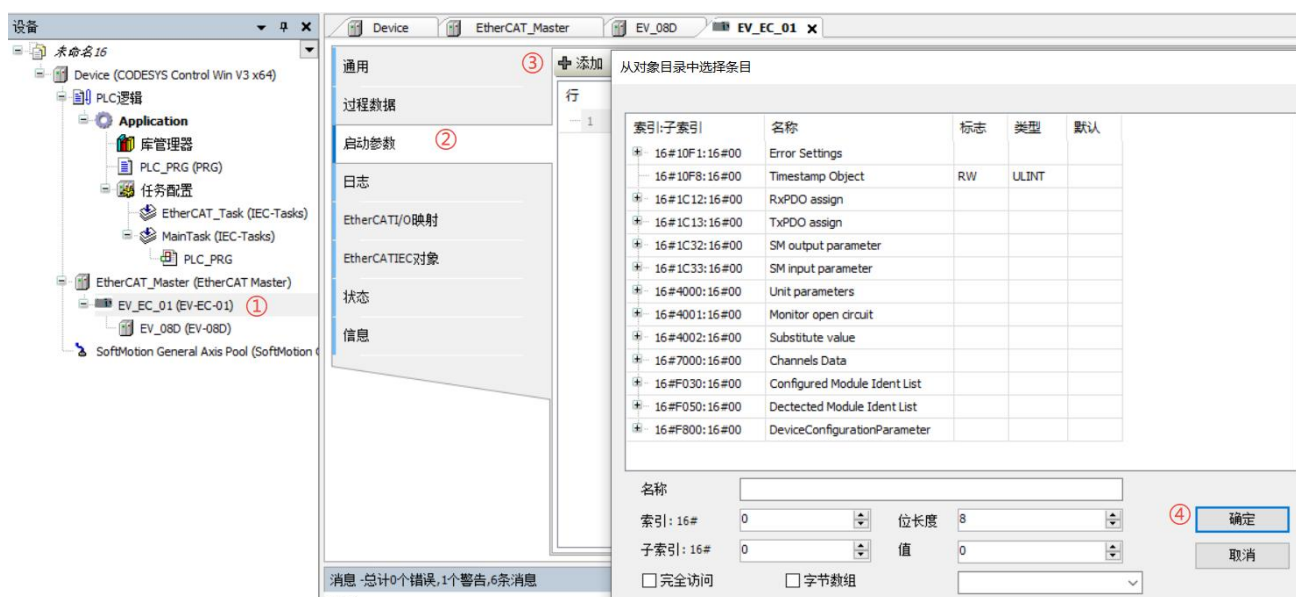 设备
未命名16
Device (CODESYS Control Win V3 x64)
PLC逻辑
Application
库管理器
PLC_PRG (PRG)
任务配置
EtherCAT_Task (IEC-Tasks)
MainTask (IEC-Tasks)
PLC_PRG
EtherCAT_Master (EtherCAT Master)
EV_EC_01 (EV-EC-01) ①
EV_08D (EV-08D)
SoftMotion General Axis Pool (SoftMotion
Device EtherCAT_Master EV_08D EV_EC_01
通用
过程数据
启动参数 ②
日志
EtherCATI/O映射
EtherCATIEC对象
状态
信息
③ 添加
行
1
从对象目录中选择条目
索引:子索引 名称 标志 类型 默认
16#10F1:16#00 Error Settings
16#10F8:16#00 Timestamp Object RW ULINT
16#1C12:16#00 RxPDO assign
16#1C13:16#00 TxPDO assign
16#1C32:16#00 SM output parameter
16#1C33:16#00 SM input parameter
16#4000:16#00 Unit parameters
16#4001:16#00 Monitor open circuit
16#4002:16#00 Substitute value
16#7000:16#00 Channels Data
16#F030:16#00 Configured Module Ident List
16#F050:16#00 Dectected Module Ident List
16#F800:16#00 DeviceConfigurationParameter
名称
索引: 16# 0 位长度 8 ④ 确定
子索引: 16# 0 值 0 取消
完全访问 字节数组
消息 -总计0个错误,1个警告,6条消息